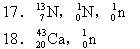 17. ¹³₇N, ¹₀N, ¹₀n
18. ⁴³₂₀Ca, ¹₀n